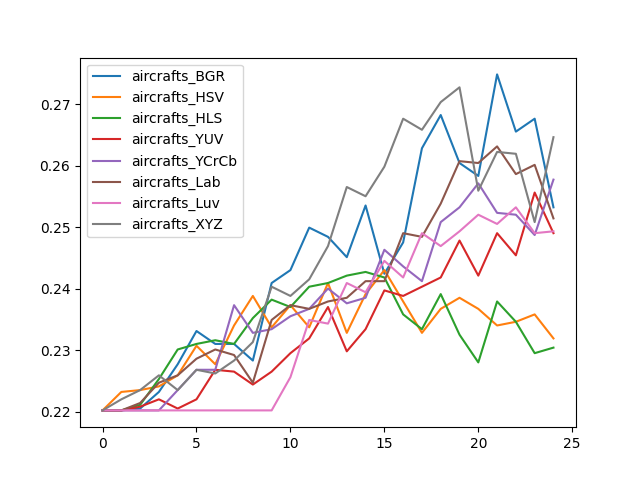 aircrafts_BGR
aircrafts_HSV
aircrafts_HLS
aircrafts_YUV
aircrafts_YCrCb
aircrafts_Lab
aircrafts_Luv
aircrafts_XYZ
0.27
0.26
0.25
0.24
0.23
0.22
0 5 10 15 20 25